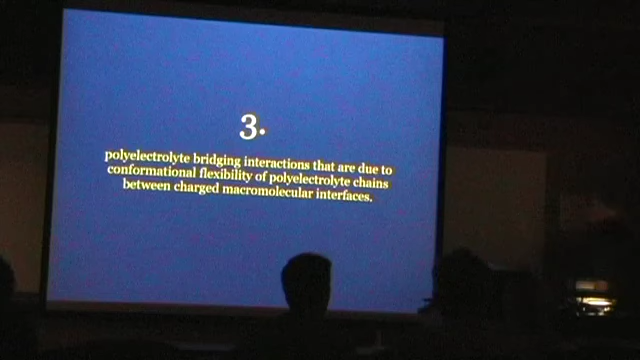 3.
polyelectrolyte bridging interactions that are due to
conformational flexibility of polyelectrolyte chains
between charged macromolecular interfaces.